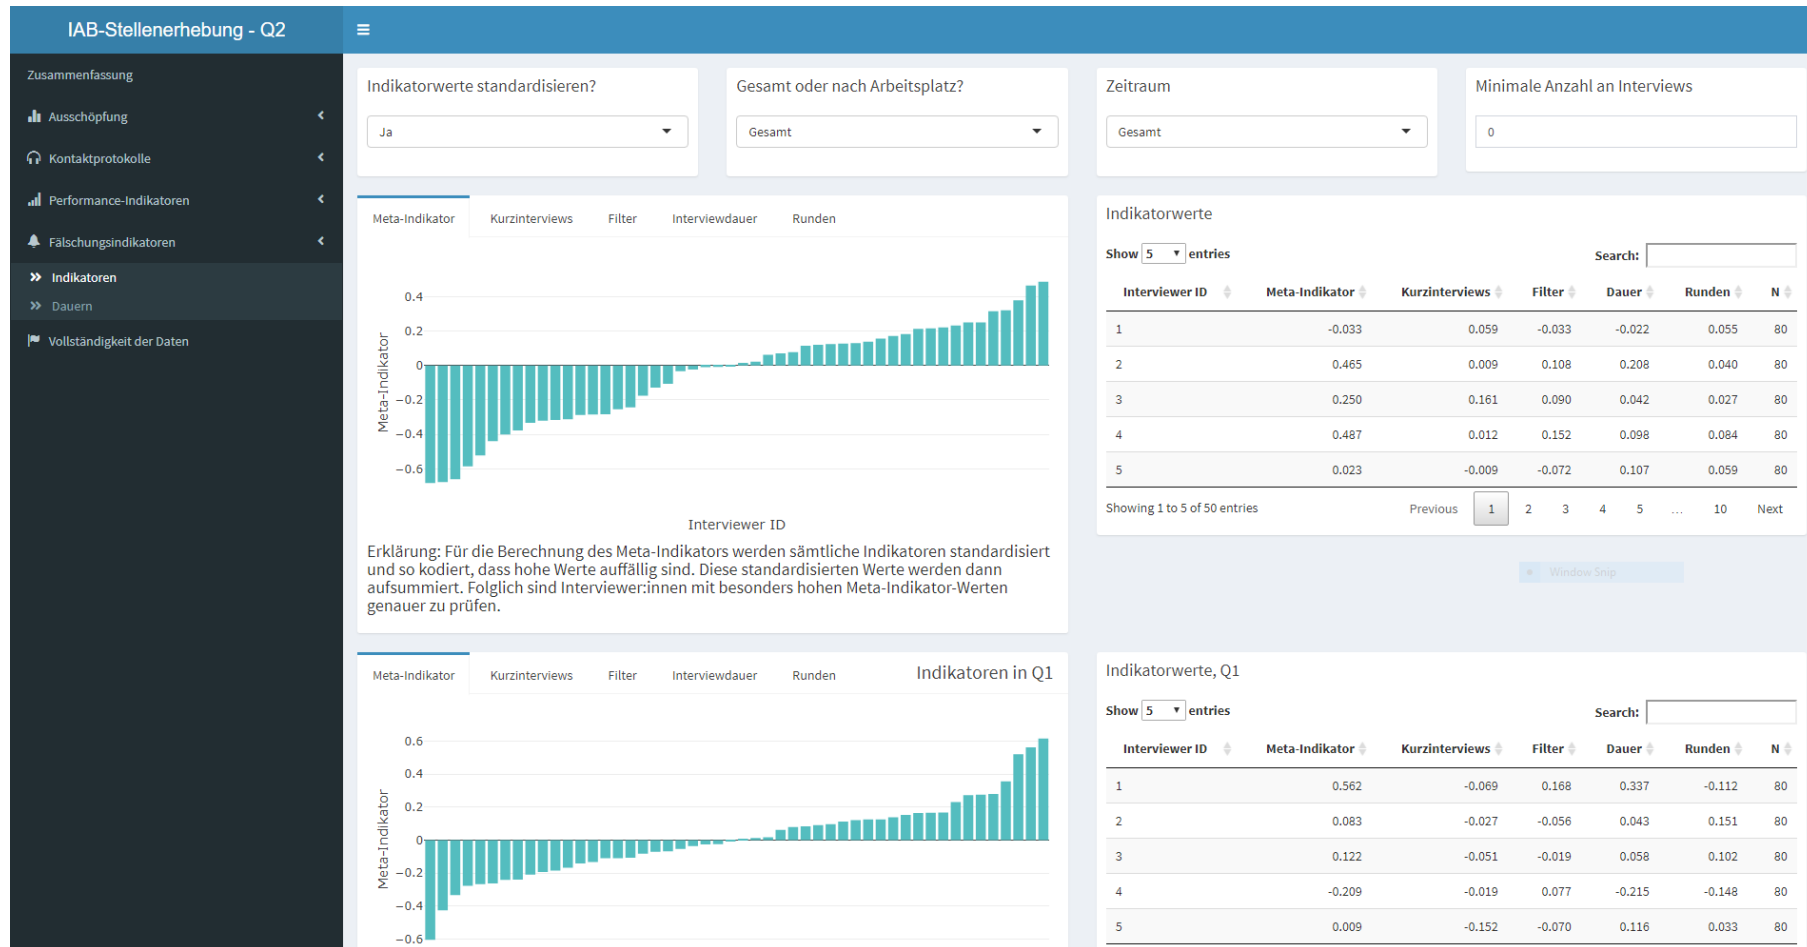 IAB-Stellenerhebung - Q2
Zusammenfassung
Ausschöpfung
Kontaktprotokolle
Performance-Indikatoren
Fälschungsindikatoren
Indikatoren
Dauern
Vollständigkeit der Daten
Indikatorwerte standardisieren?
Ja
Gesamt oder nach Arbeitsplatz?
Gesamt
Zeitraum
Gesamt
Minimale Anzahl an Interviews
0
Meta-Indikator Kurzinterviews Filter Interviewdauer Runden
Meta-Indikator
0.4
0.2
0
−0.2
−0.4
−0.6
Interviewer ID
Erklärung: Für die Berechnung des Meta-Indikators werden sämtliche Indikatoren standardisiert
und so kodiert, dass hohe Werte auffällig sind. Diese standardisierten Werte werden dann
aufsummiert. Folglich sind Interviewer:innen mit besonders hohen Meta-Indikator-Werten
genauer zu prüfen.
Indikatorwerte
Show 5 entries Search:
Interviewer ID Meta-Indikator Kurzinterviews Filter Dauer Runden N
1 -0.033 0.059 -0.033 -0.022 0.055 80
2 0.465 0.009 0.108 0.208 0.040 80
3 0.250 0.161 0.090 0.042 0.027 80
4 0.487 0.012 0.152 0.098 0.084 80
5 0.023 -0.009 -0.072 0.107 0.059 80
Showing 1 to 5 of 50 entries Previous 1 2 3 4 5 ... 10 Next
Window Snip
Meta-Indikator Kurzinterviews Filter Interviewdauer Runden Indikatoren in Q1
Meta-Indikator
0.6
0.4
0.2
0
−0.2
−0.4
−0.6
Indikatorwerte, Q1
Show 5 entries Search:
Interviewer ID Meta-Indikator Kurzinterviews Filter Dauer Runden N
1 0.562 -0.069 0.168 0.337 -0.112 80
2 0.083 -0.027 -0.056 0.043 0.151 80
3 0.122 -0.051 -0.019 0.058 0.102 80
4 -0.209 -0.019 0.077 -0.215 -0.148 80
5 0.009 -0.152 -0.070 0.116 0.033 80